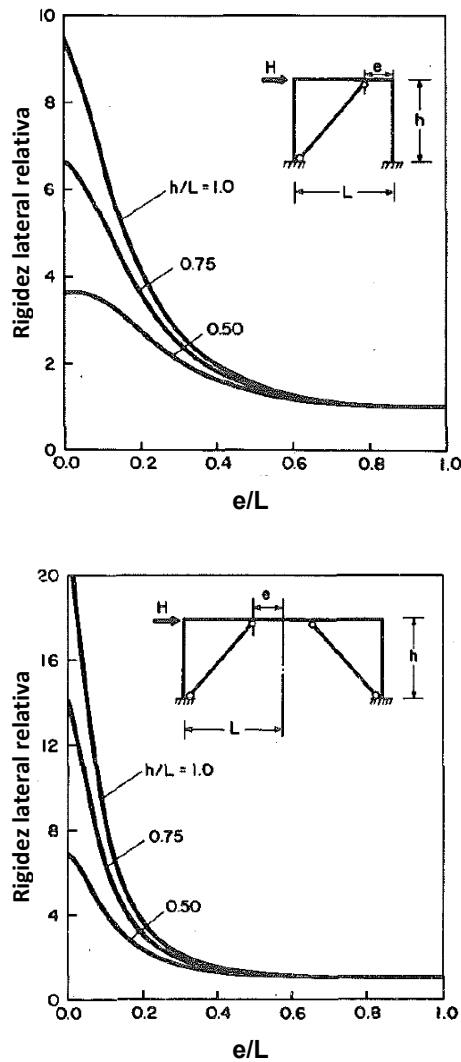 10
8
6
4
2
0
Rigidez lateral relativa
H
e
h
L
h/L = 1.0
0.75
0.50
0.0 0.2 0.4 0.6 0.8 1.0
e/L
20
16
12
8
4
0
Rigidez lateral relativa
H
e
h
L
h/L = 1.0
0.75
0.50
0.0 0.2 0.4 0.6 0.8 1.0
e/L